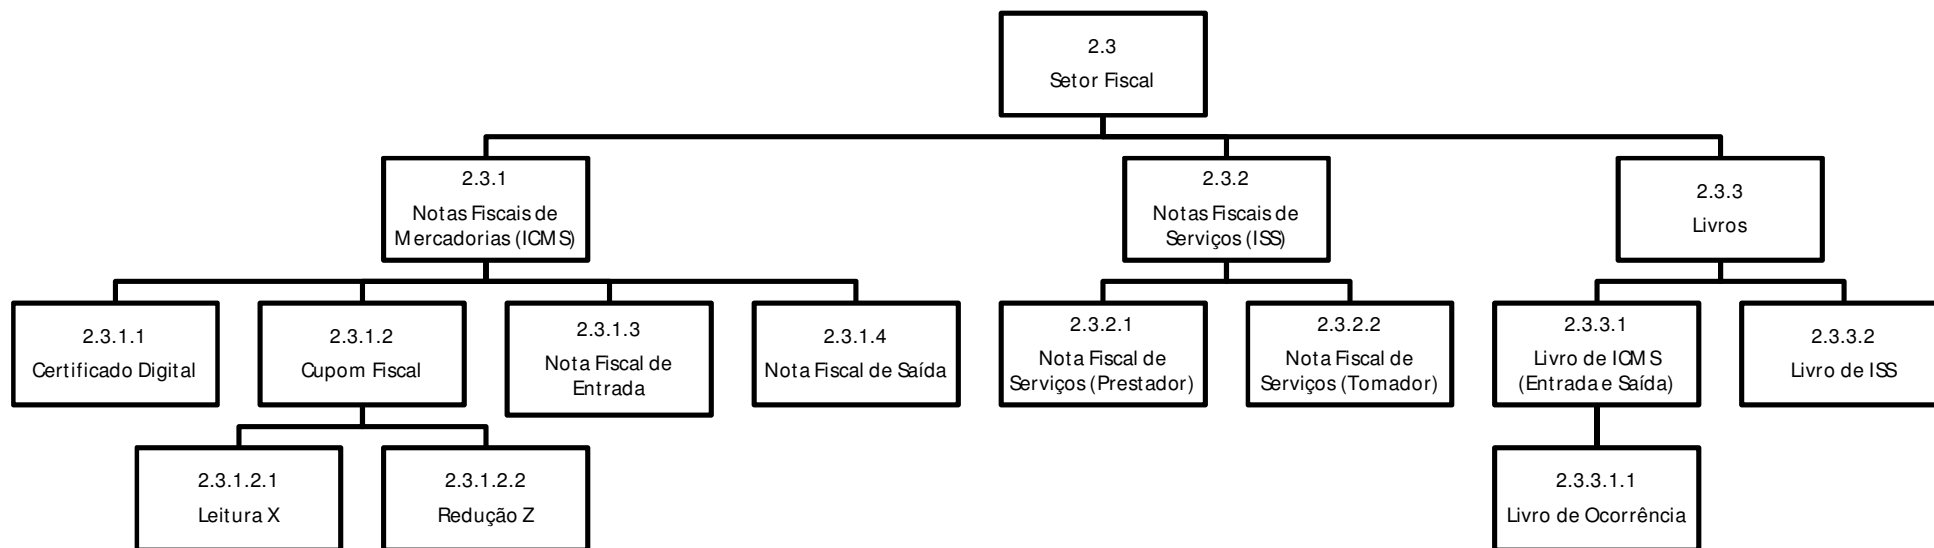 2.3
Setor Fiscal
2.3.1
Notas Fiscais de
Mercadorias (ICMS)
2.3.2
Notas Fiscais de
Serviços (ISS)
2.3.3
Livros
2.3.1.1
Certificado Digital
2.3.1.2
Cupom Fiscal
2.3.1.3
Nota Fiscal de
Entrada
2.3.1.4
Nota Fiscal de Saída
2.3.2.1
Nota Fiscal de
Serviços (Prestador)
2.3.2.2
Nota Fiscal de
Serviços (Tomador)
2.3.3.1
Livro de ICMS
(Entrada e Saída)
2.3.3.2
Livro de ISS
2.3.1.2.1
Leitura X
2.3.1.2.2
Redução Z
2.3.3.1.1
Livro de Ocorrência